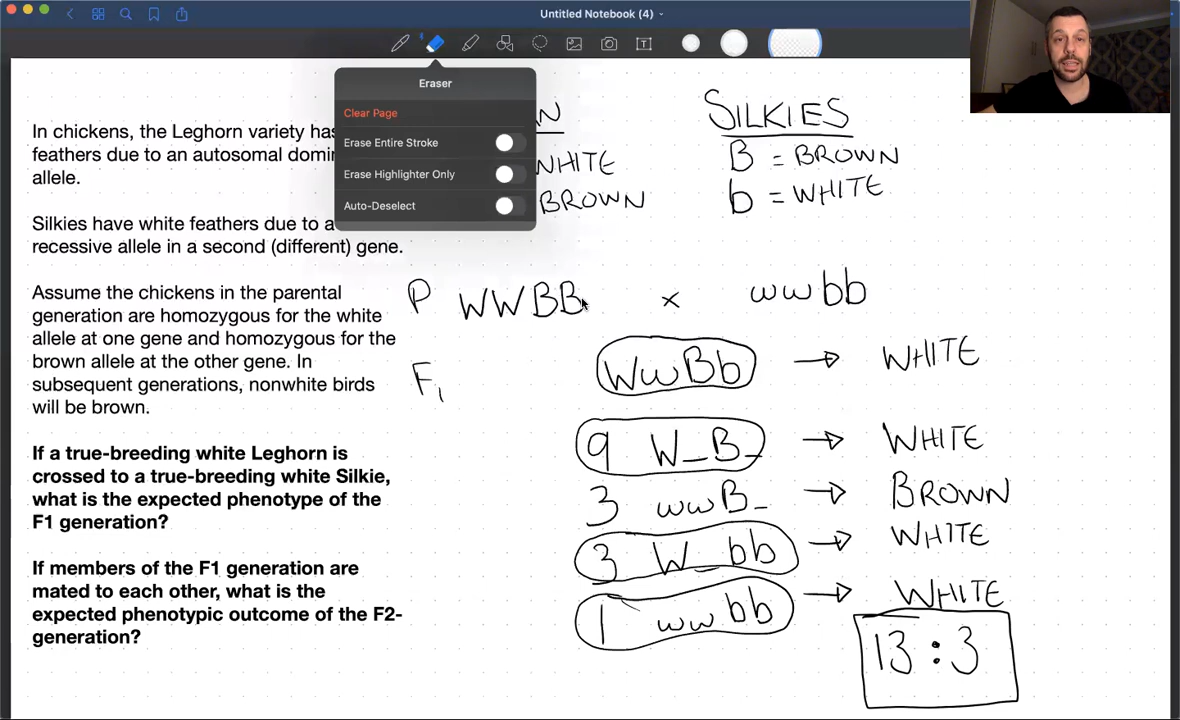 Untitled Notebook (4)
Eraser
Clear Page
Erase Entire Stroke
Erase Highlighter Only
Auto-Deselect
In chickens, the Leghorn variety has
feathers due to an autosomal domi
allele.
Silkies have white feathers due to a
recessive allele in a second (different) gene.
Assume the chickens in the parental
generation are homozygous for the white
allele at one gene and homozygous for the
brown allele at the other gene. In
subsequent generations, nonwhite birds
will be brown.
If a true-breeding white Leghorn is
crossed to a true-breeding white Silkie,
what is the expected phenotype of the
F1 generation?
If members of the F1 generation are
mated to each other, what is the
expected phenotypic outcome of the F2-
generation?
N
WHITE
BROWN
SILKIES
B = BROWN
b = WHITE
P WWBB x wwbb
F1 WwBb → WHITE
9 W_B_ → WHITE
3 wwB_ → BROWN
3 W_bb → WHITE
1 wwbb → WHITE
13:3